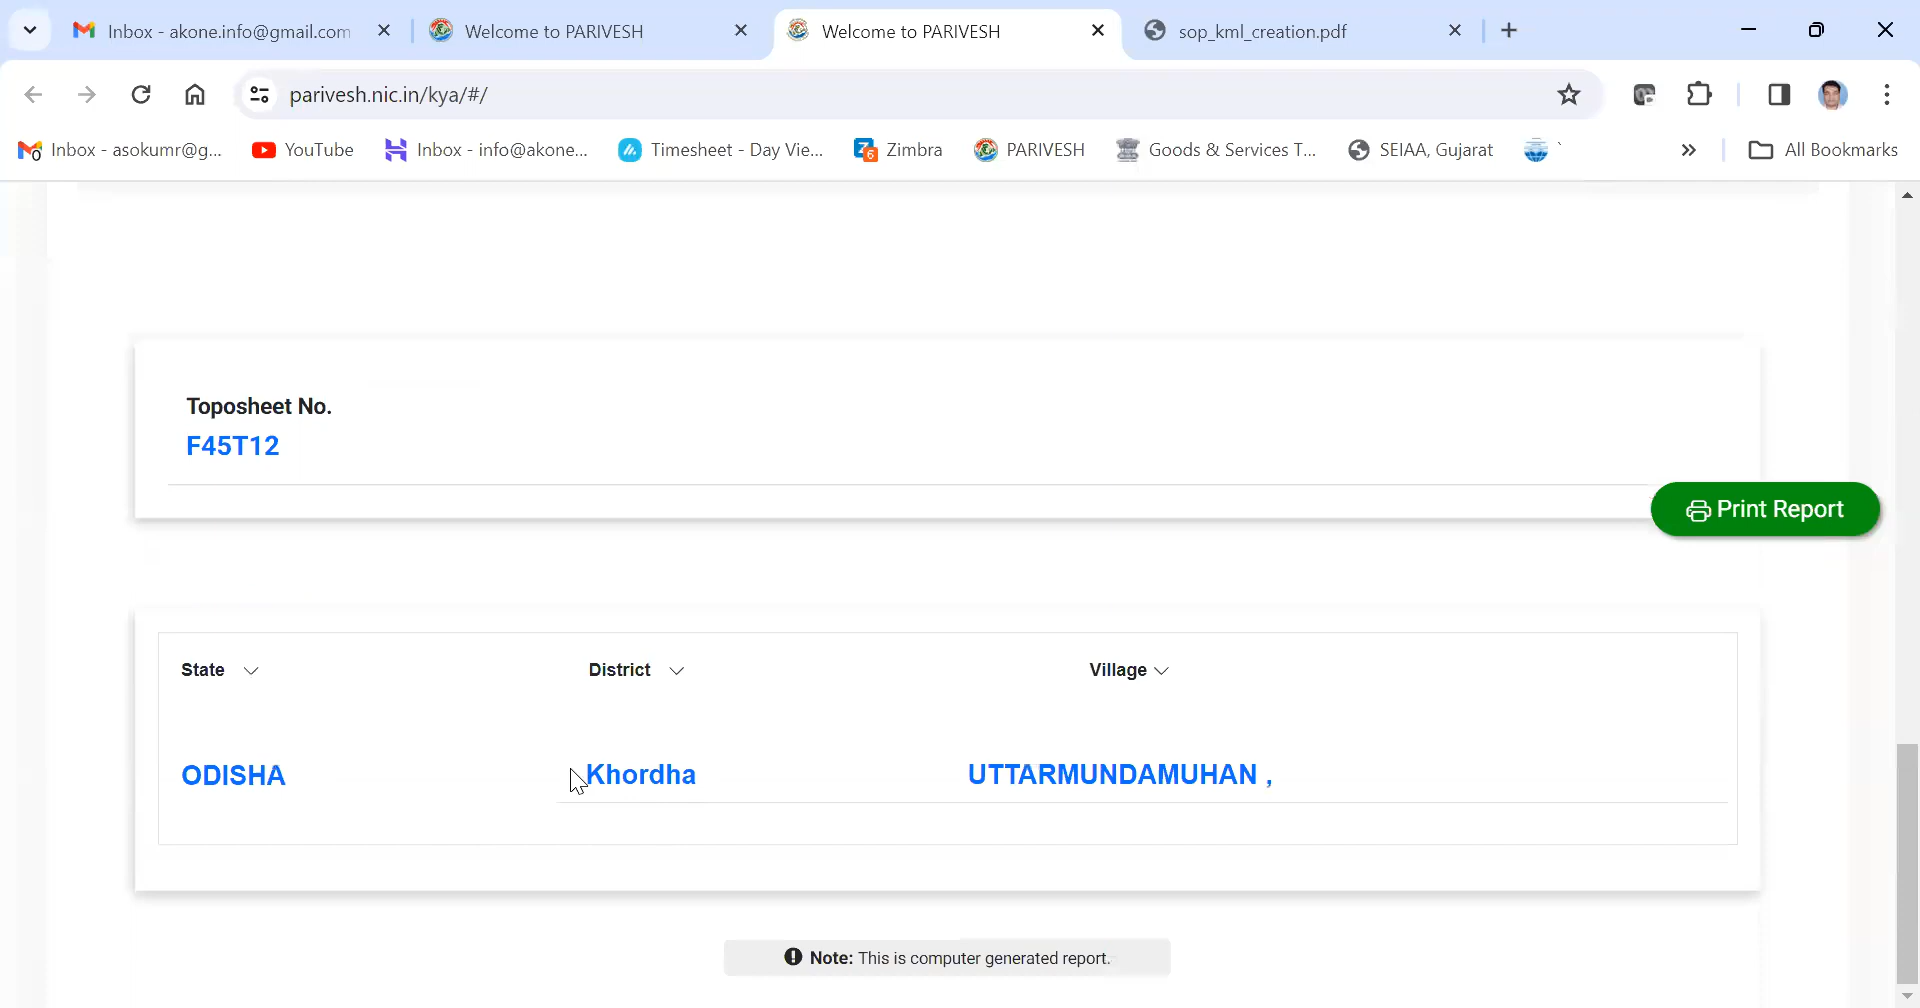 Inbox - akone.info@gmail.com
Welcome to PARIVESH
Welcome to PARIVESH
sop_kml_creation.pdf
parivesh.nic.in/kya/#/
Inbox - asokumr@g...
YouTube
Inbox - info@akone...
Timesheet - Day Vie...
Zimbra
PARIVESH
Goods & Services T...
SEIAA, Gujarat
`
»
All Bookmarks
Toposheet No.
F45T12
Print Report
State District Village
ODISHA Khordha UTTARMUNDAMUHAN ,
Note: This is computer generated report.